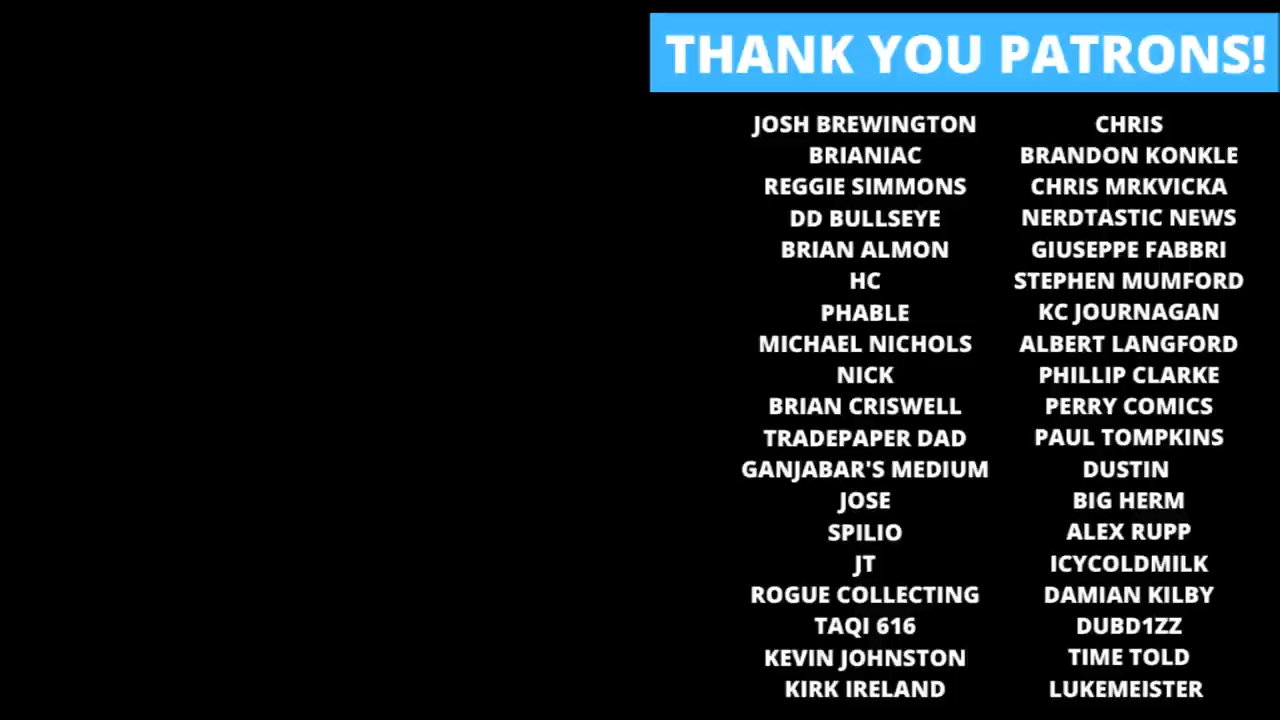 THANK YOU PATRONS!
JOSH BREWINGTON
BRIANIAC
REGGIE SIMMONS
DD BULLSEYE
BRIAN ALMON
HC
PHABLE
MICHAEL NICHOLS
NICK
BRIAN CRISWELL
TRADEPAPER DAD
GANJABAR'S MEDIUM
JOSE
SPILIO
JT
ROGUE COLLECTING
TAQI 616
KEVIN JOHNSTON
KIRK IRELAND
CHRIS
BRANDON KONKLE
CHRIS MRKVICKA
NERDTASTIC NEWS
GIUSEPPE FABBRI
STEPHEN MUMFORD
KC JOURNAGAN
ALBERT LANGFORD
PHILLIP CLARKE
PERRY COMICS
PAUL TOMPKINS
DUSTIN
BIG HERM
ALEX RUPP
ICYCOLDMILK
DAMIAN KILBY
DUBD1ZZ
TIME TOLD
LUKEMEISTER